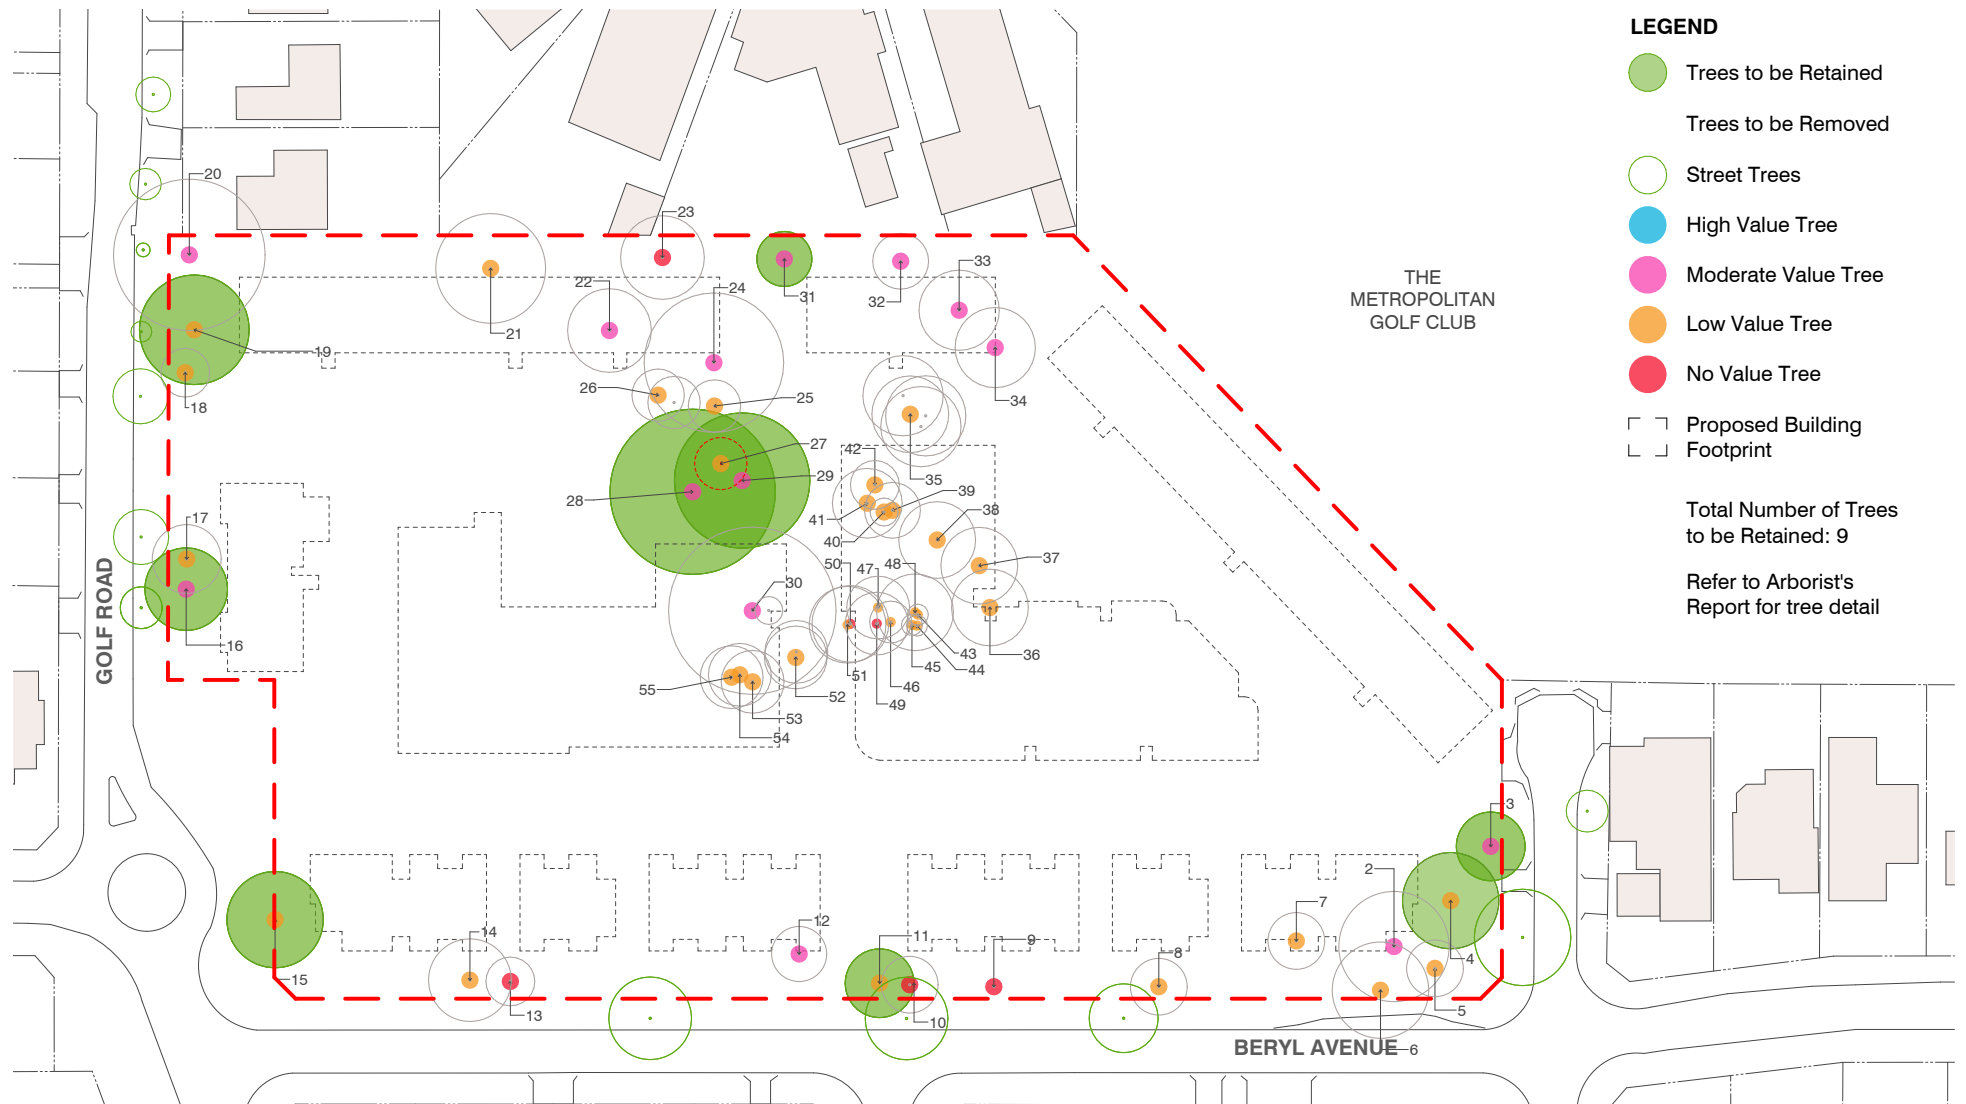 LEGEND
Trees to be Retained
Trees to be Removed
Street Trees
High Value Tree
Moderate Value Tree
Low Value Tree
No Value Tree
Proposed Building
Footprint
Total Number of Trees
to be Retained: 9
Refer to Arborist's
Report for tree detail
THE
METROPOLITAN
GOLF CLUB
GOLF ROAD
BERYL AVENUE
20
23
33
22
24
31
32
21
19
26
25
34
18
27
42
29
35
28
39
38
17
41
40
37
50
47
48
30
16
43
36
45
44
51
46
55
52
49
53
54
3
2
7
12
14
11
9
8
4
15
5
13
10
6